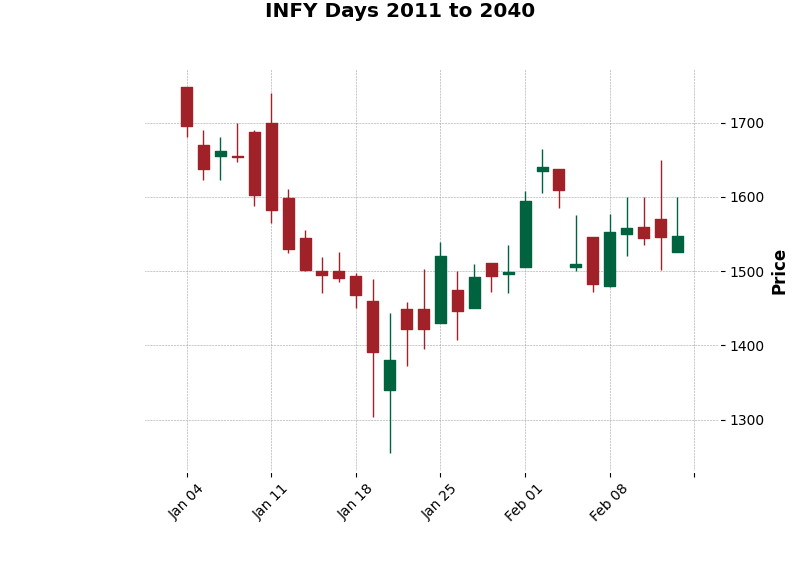 INFY Days 2011 to 2040
1700
1600
1500
1400
1300
Price
Jan 04
Jan 11
Jan 18
Jan 25
Feb 01
Feb 08